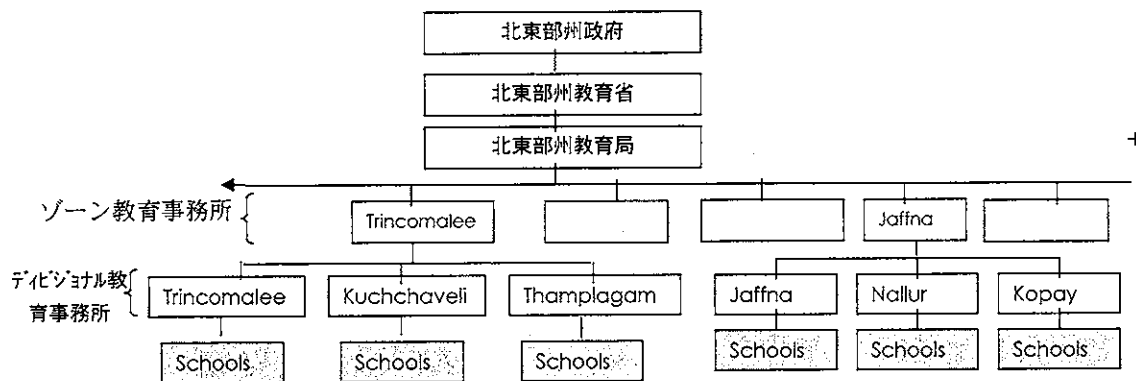 北東部州政府
北東部州教育省
北東部州教育局
ゾーン教育事務所
Trincomalee
Jaffna
ディビジョナル教
育事務所
Trincomalee
Kuchchaveli
Thamplagam
Jaffna
Nallur
Kopay
Schools
Schools
Schools
Schools
Schools
Schools